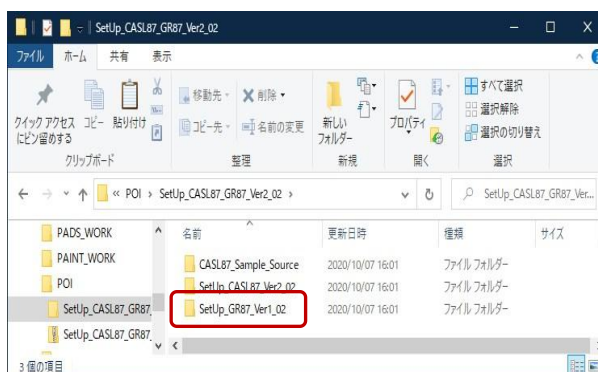 SetUp_CASL87_GR87_Ver2_02
ファイル ホーム 共有 表示
クイック アクセスにピン留めする
コピー 貼り付け
移動先 削除
コピー先 名前の変更
新しいフォルダー
プロパティ
すべて選択
選択解除
選択の切り替え
クリップボード 整理 新規 開く 選択
« POI › SetUp_CASL87_GR87_Ver2_02 ›
SetUp_CASL87_GR87_Ver...
名前 更新日時 種類 サイズ
PADS_WORK
PAINT_WORK
POI
SetUp_CASL87_GR87_
SetUp_CASL87_GR87_
CASL87_Sample_Source 2020/10/07 16:01 ファイル フォルダー
SetUp_CASL87_Ver2_02 2020/10/07 16:01 ファイル フォルダー
SetUp_GR87_Ver1_02 2020/10/07 16:01 ファイル フォルダー
3 個の項目